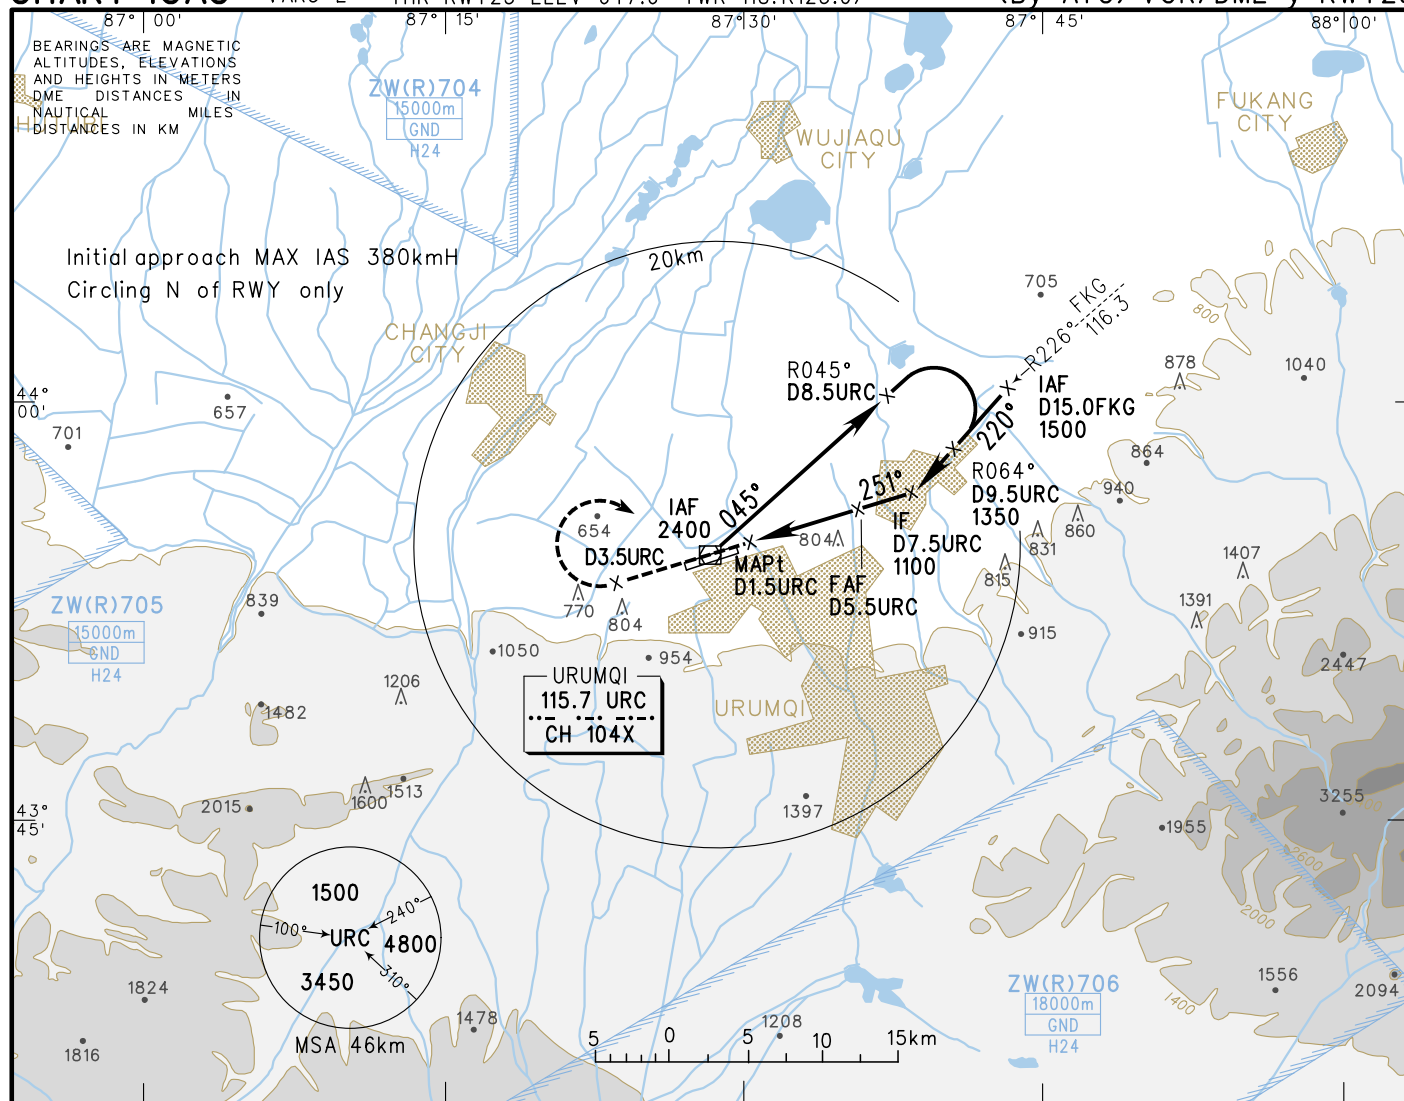 87° 00'
87° 15'
87° 30'
87° 45'
88° 00'
BEARINGS ARE MAGNETIC
ALTITUDES, ELEVATIONS
AND HEIGHTS IN METERS
DME DISTANCES IN
NAUTICAL MILES
DISTANCES IN KM
ZW(R)704
15000m
GND
H24
WUJIAQU
CITY
FUKANG
CITY
Initial approach MAX IAS 380kmH
Circling N of RWY only
20km
705
R226° FKG
116.3
800
CHANGJI
CITY
R045°
D8.5URC
IAF
D15.0FKG
1500
878
1040
44°
00'
657
701
220°
864
R064°
D9.5URC
1350
940
251°
045°
IAF
2400
654
D3.5URC
804
IF
D7.5URC
1100
860
831
815
MAPt
D1.5URC
FAF
D5.5URC
1407
1391
770
804
ZW(R)705
15000m
GND
H24
839
915
1050
954
2447
1206
URUMQI
115.7 URC
CH 104X
URUMQI
1482
1600
1513
2015
1397
3255
43°
45'
1955
2600
1500
240°
100°
URC
4800
310°
3450
MSA 46km
2000
1824
1816
1478
1208
ZW(R)706
18000m
GND
H24
1556
1400
2094
5 0 5 10 15km